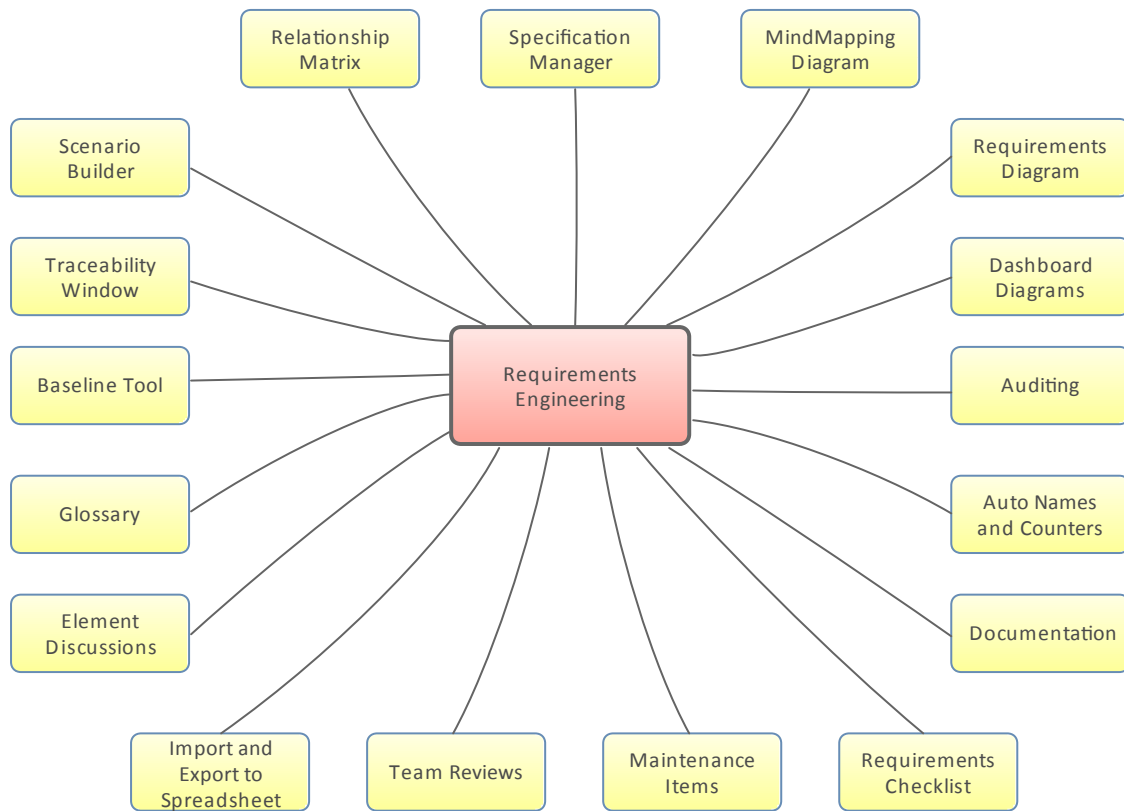 Relationship
Matrix
Specification
Manager
MindMapping
Diagram
Scenario
Builder
Requirements
Diagram
Traceability
Window
Dashboard
Diagrams
Baseline Tool
Requirements
Engineering
Auditing
Glossary
Auto Names
and Counters
Element
Discussions
Documentation
Import and
Export to
Spreadsheet
Team Reviews
Maintenance
Items
Requirements
Checklist